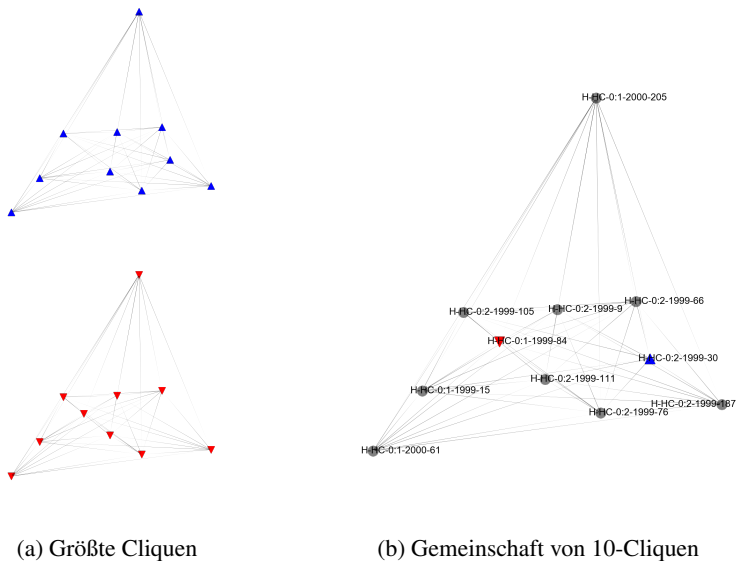 H-HC-0:1-2000-205
H-HC-0:2-1999-66
H-HC-0:2-1999-105
H-HC-0:2-1999-9
H-HC-0:1-1999-84
H-HC-0:2-1999-30
H-HC-0:2-1999-111
H-HC-0:1-1999-15
H-HC-0:2-1999-187
H-HC-0:2-1999-76
H-HC-0:1-2000-61
(a) Größte Cliquen
(b) Gemeinschaft von 10-Cliquen